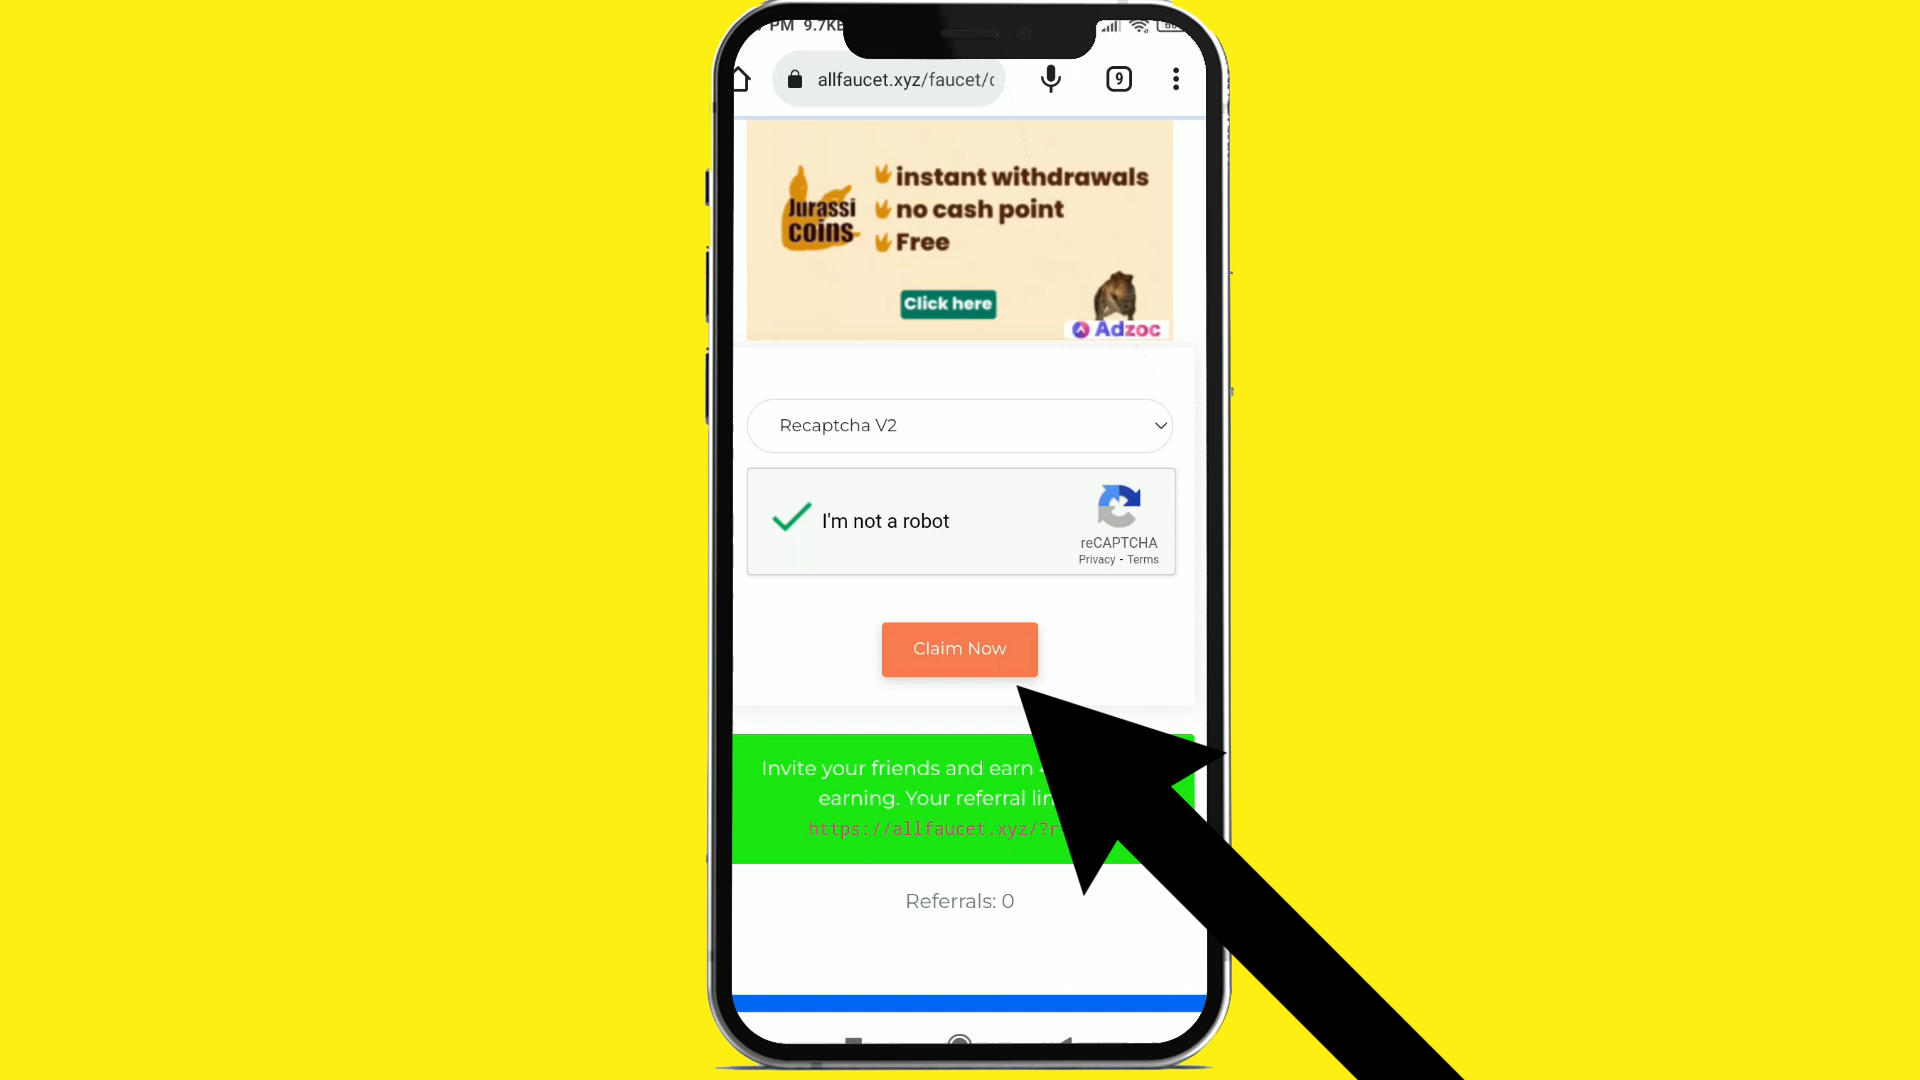 PM 9.7KB
allfaucet.xyz/faucet/c
9
Jurassi
coins
instant withdrawals
no cash point
Free
Click here
Adzoc
Recaptcha V2
I'm not a robot
reCAPTCHA
Privacy - Terms
Claim Now
Invite your friends and earn
earning. Your referral lin
https://allfaucet.xyz/?r
Referrals: 0